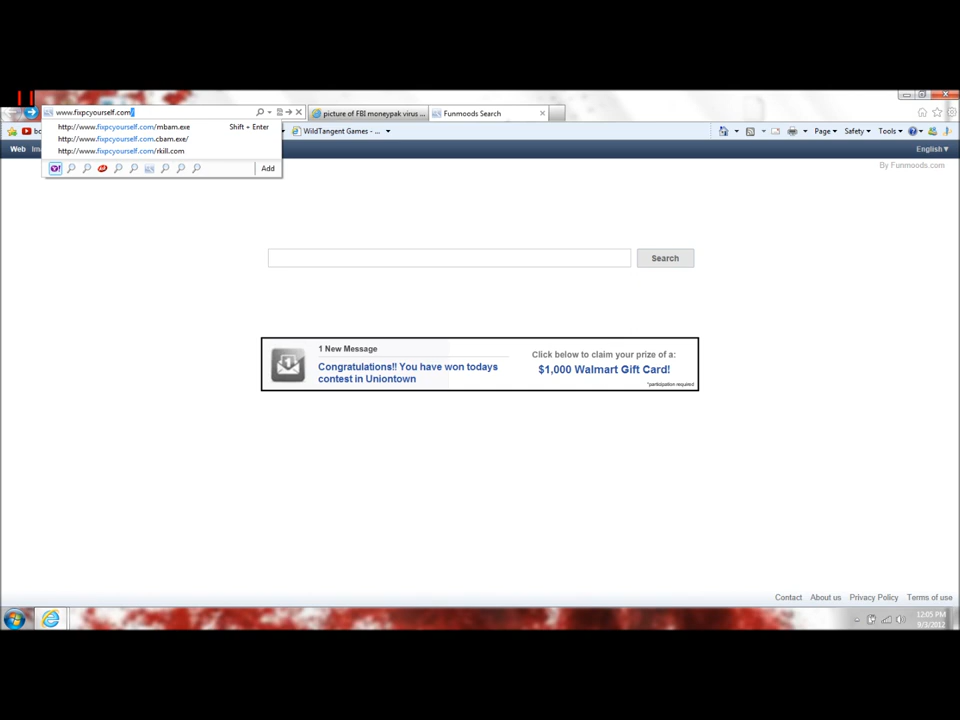 www.fixpcyourself.com/
picture of FBI moneypak virus ...
Funmoods Search
http://www.fixpcyourself.com/mbam.exe
Shift + Enter
http://www.fixpcyourself.com.cbam.exe/
http://www.fixpcyourself.com/rkill.com
Add
WildTangent Games - ...
Page
Safety
Tools
Web
English
By Funmoods.com
Search
1 New Message
Congratulations!! You have won todays
contest in Uniontown
Click below to claim your prize of a:
$1,000 Walmart Gift Card!
*participation required
Contact About us Privacy Policy Terms of use
12:05 PM
9/3/2012